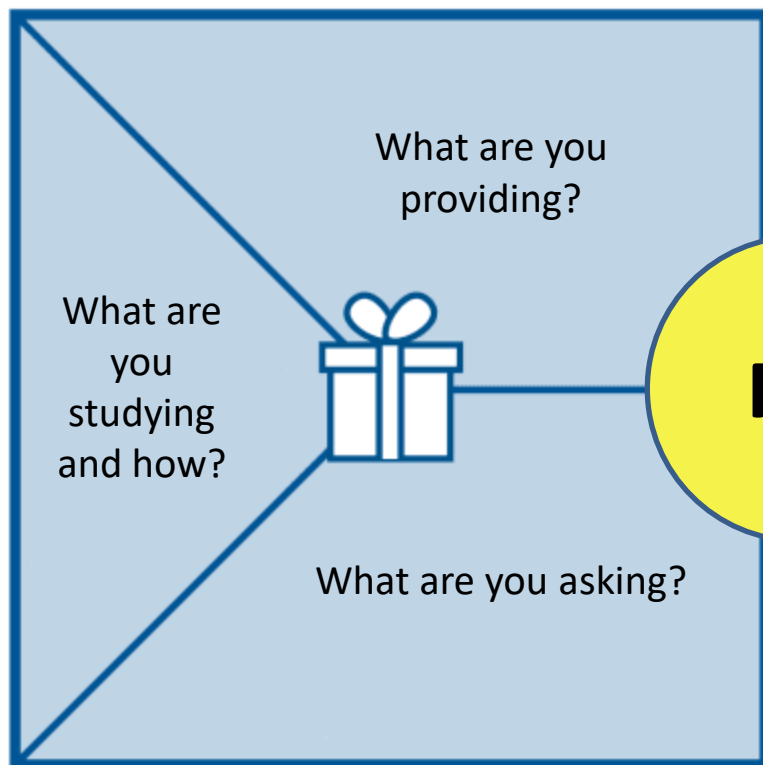 What are you
providing?
What are
you
studying
and how?
What are you asking?